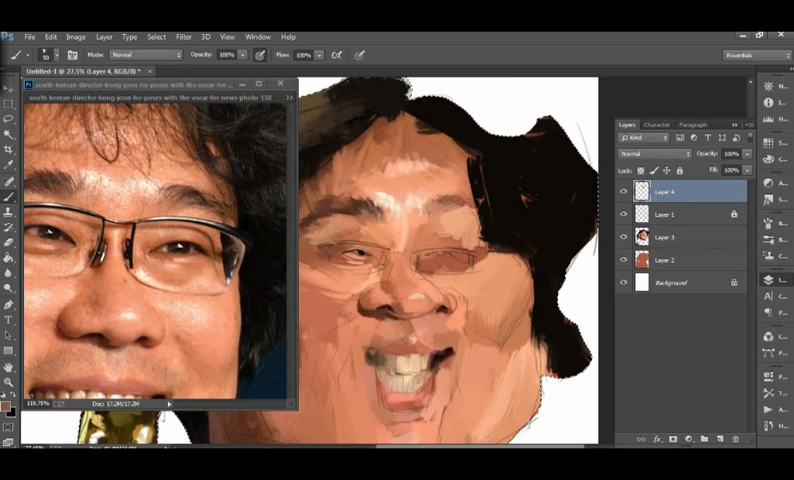 Ps File Edit Image Layer Type Select Filter 3D View Window Help
50 Mode: Normal Opacity: 100% Flow: 100% Essentials
Untitled-1 @ 27.5% (Layer 4, RGB/8) * ×
south-korean-director-bong-joon-ho-poses-with-the-oscar-for ...
south-korean-director-bong-joon-ho-poses-with-the-oscar-for-news-photo-158
Layers Character Paragraph
Kind
Normal Opacity: 100%
Lock: Fill: 100%
Layer 4
Layer 1
Layer 3
Layer 2
Background
119.75% Doc: 17.2M/17.2M